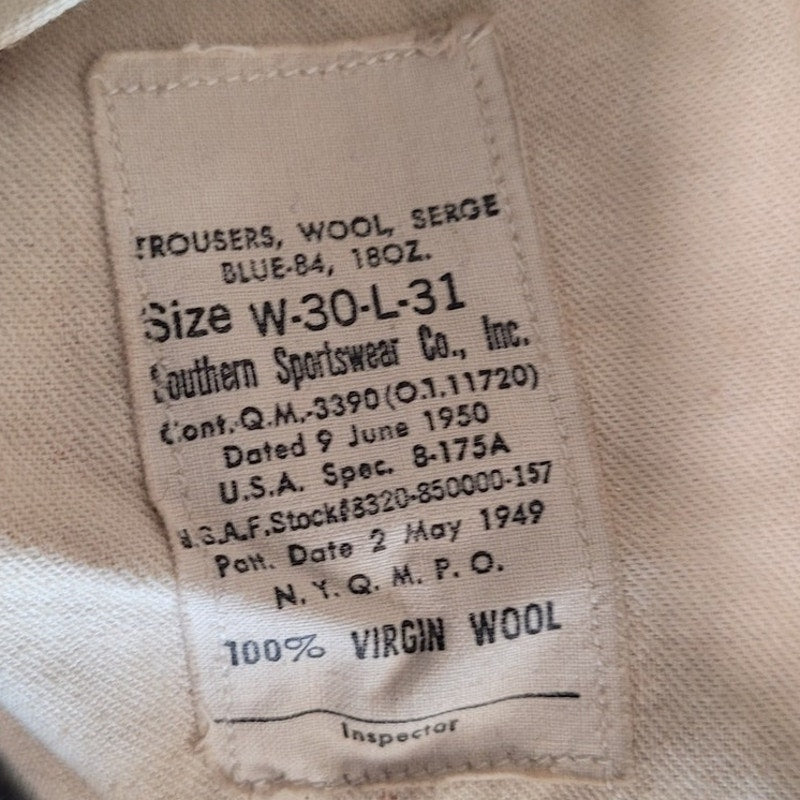 TROUSERS, WOOL, SERGE
BLUE-84, 18OZ.
Size W-30-L-31
Southern Sportswear Co., Inc.
Cont.Q.M.-3390 (O.I.11720)
Dated 9 June 1950
U.S.A. Spec. 8-175A
U.S.A.F.Stock#8320-850000-157
Patt. Date 2 May 1949
N. Y. Q. M. P. O.
100% VIRGIN WOOL
Inspector